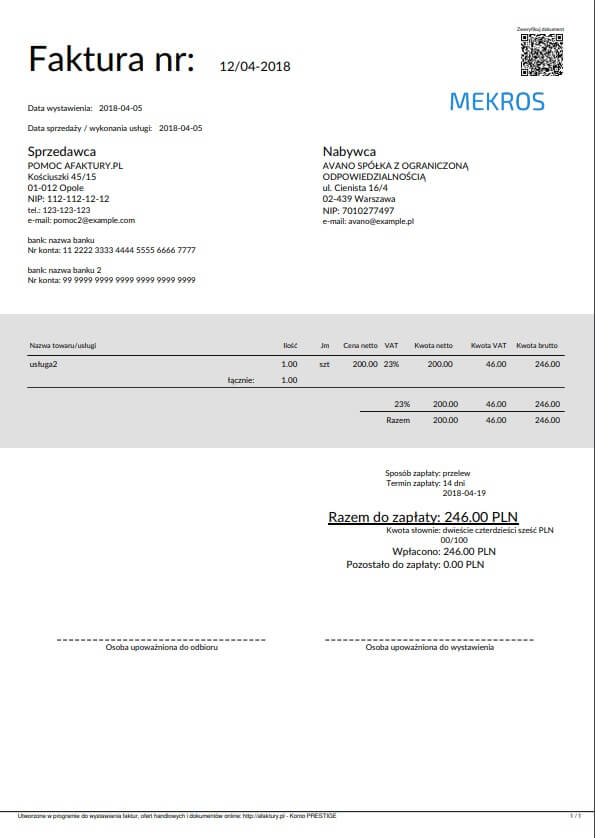 Zweryfikuj dokument
Faktura nr: 12/04-2018
MEKROS
Data wystawienia: 2018-04-05
Data sprzedaży / wykonania usługi: 2018-04-05
Sprzedawca
POMOC AFAKTURY.PL
Kościuszki 45/15
01-012 Opole
NIP: 112-112-12-12
tel.: 123-123-123
e-mail: pomoc2@example.com
bank: nazwa banku
Nr konta: 11 2222 3333 4444 5555 6666 7777
bank: nazwa banku 2
Nr konta: 99 9999 9999 9999 9999 9999 9999
Nabywca
AVANO SPÓŁKA Z OGRANICZONĄ
ODPOWIEDZIALNOŚCIĄ
ul. Cienista 16/4
02-439 Warszawa
NIP: 7010277497
e-mail: avano@example.pl
Nazwa towaru/usługi Ilość Jm Cena netto VAT Kwota netto Kwota VAT Kwota brutto
usługa2 1.00 szt 200.00 23% 200.00 46.00 246.00
łącznie: 1.00
23% 200.00 46.00 246.00
Razem 200.00 46.00 246.00
Sposób zapłaty: przelew
Termin zapłaty: 14 dni
2018-04-19
Razem do zapłaty: 246.00 PLN
Kwota słownie: dwieście czterdzieści sześć PLN
00/100
Wpłacono: 246.00 PLN
Pozostało do zapłaty: 0.00 PLN
Osoba upoważniona do odbioru
Osoba upoważniona do wystawienia
Utworzone w programie do wystawiania faktur, ofert handlowych i dokumentów online: http://afaktury.pl - Konto PRESTIGE
1 / 1